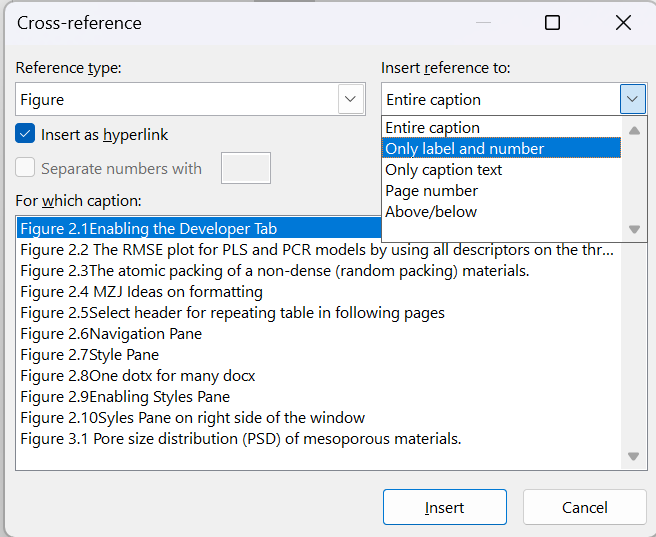 Cross-reference
Reference type:
Insert reference to:
Figure
Entire caption
Insert as hyperlink
Separate numbers with
Entire caption
Only label and number
Only caption text
Page number
Above/below
For which caption:
Figure 2.1Enabling the Developer Tab
Figure 2.2 The RMSE plot for PLS and PCR models by using all descriptors on the thr...
Figure 2.3The atomic packing of a non-dense (random packing) materials.
Figure 2.4 MZJ Ideas on formatting
Figure 2.5Select header for repeating table in following pages
Figure 2.6Navigation Pane
Figure 2.7Style Pane
Figure 2.8One dotx for many docx
Figure 2.9Enabling Styles Pane
Figure 2.10Syles Pane on right side of the window
Figure 3.1 Pore size distribution (PSD) of mesoporous materials.
Insert
Cancel